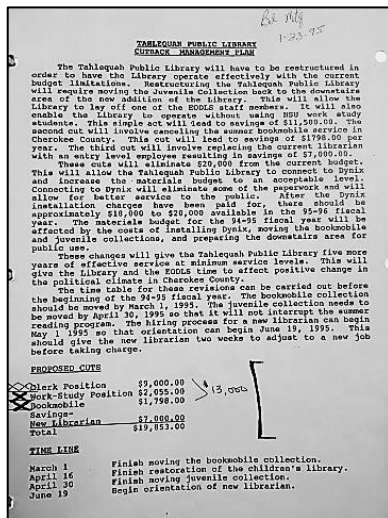 Bd. Mtg
1-23-95
TAHLEQUAH PUBLIC LIBRARY
CUTBACK MANAGEMENT PLAN
The Tahlequah Public Library will have to be restructured in
order to have the Library operate effectively with the current
budget limitations. Restructuring the Tahlequah Public Library
will require moving the Juvenile Collection back to the downstairs
area of the new addition of the Library. This will allow the
Library to lay off one of the EODLS staff members. It will also
enable the Library to operate without using NSU work study
students. This simple act will lead to savings of $11,500.00. The
second cut will involve canceling the summer bookmobile service in
Cherokee County. This cut will lead to savings of $1798.00 per
year. The third cut will involve replacing the current librarian
with an entry level employee resulting in savings of $7,000.00.
These cuts will eliminate $20,000 from the current budget.
This will allow the Tahlequah Public library to connect to Dynix
and increase the materials budget to an acceptable level.
Connecting to Dynix will eliminate some of the paperwork and will
allow for better service to the public. After the Dynix
installation charges have been paid for, there should be
approximately $18,000 to $20,000 available in the 95-96 fiscal
year. The materials budget for the 94-95 fiscal year will be
effected by the costs of installing Dynix, moving the bookmobile
and juvenile collections, and preparing the downstairs area for
public use.
These changes will give the Tahlequah Public Library five more
years of effective service at minimum service levels. This will
give the Library and the EODLS time to effect positive change in
the political climate in Cherokee County.
The time table for these revisions can be carried out before
the beginning of the 94-95 fiscal year. The bookmobile collection
should be moved by March 1, 1995. The juvenile collection needs to
be moved by April 30, 1995 so that it will not interrupt the summer
reading program. The hiring process for a new librarian can begin
May 1 1995 so that orientation can begin June 19, 1995. This
should give the new librarian two weeks to adjust to a new job
before taking charge.
PROPOSED CUTS
Clerk Position $9,000.00
Work-Study Position $2,055.00
Bookmobile $1,798.00
$13,000
Savings-
New Librarian $7,000.00
Total $19,853.00
TIME LINE
March 1 Finish moving the bookmobile collection.
April 16 Finish restoration of the children's library.
April 30 Finish moving juvenile collection.
June 19 Begin orientation of new librarian.